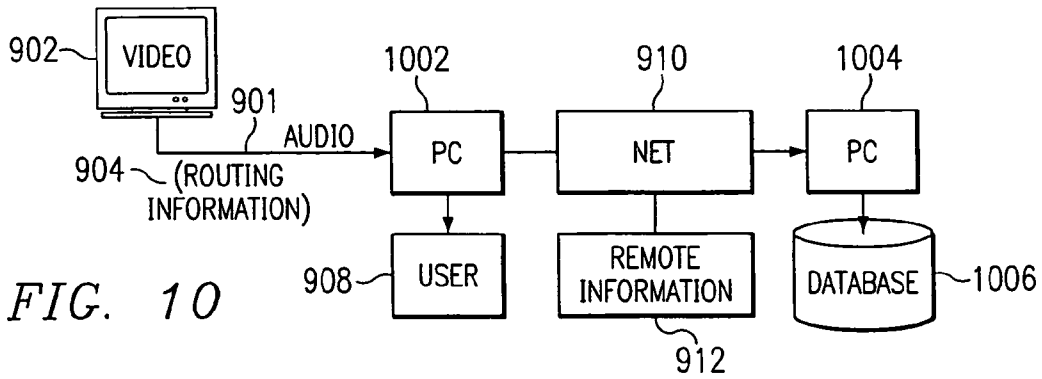 902
VIDEO
901
904
AUDIO
(ROUTING
INFORMATION)
1002
PC
910
NET
1004
PC
908
USER
REMOTE
INFORMATION
912
DATABASE
1006
FIG. 10